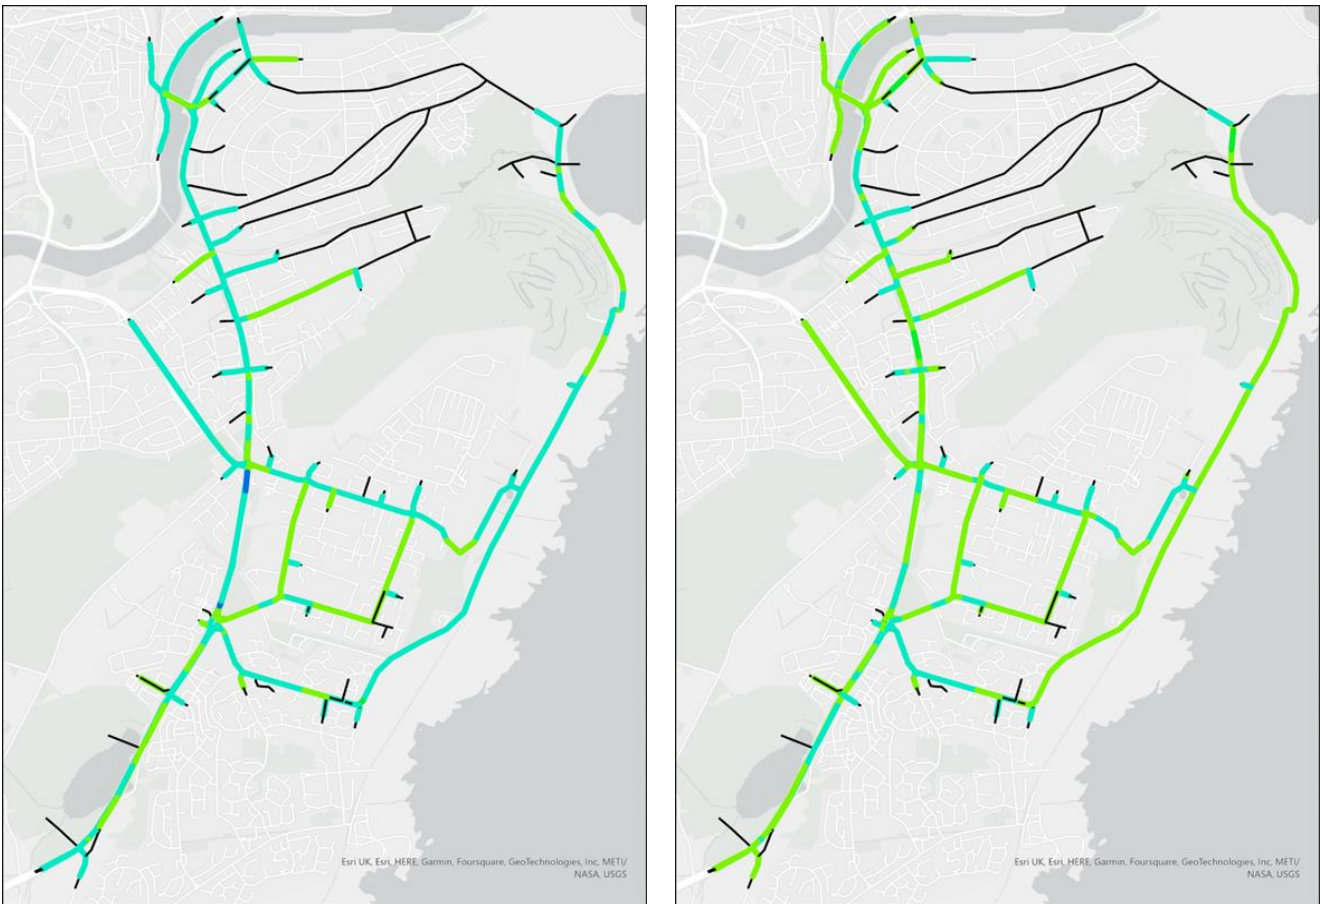 Esri UK, Esri, HERE, Garmin, Foursquare, GeoTechnologies, Inc, METI/
NASA, USGS
Esri UK, Esri, HERE, Garmin, Foursquare, GeoTechnologies, Inc, METI/
NASA, USGS